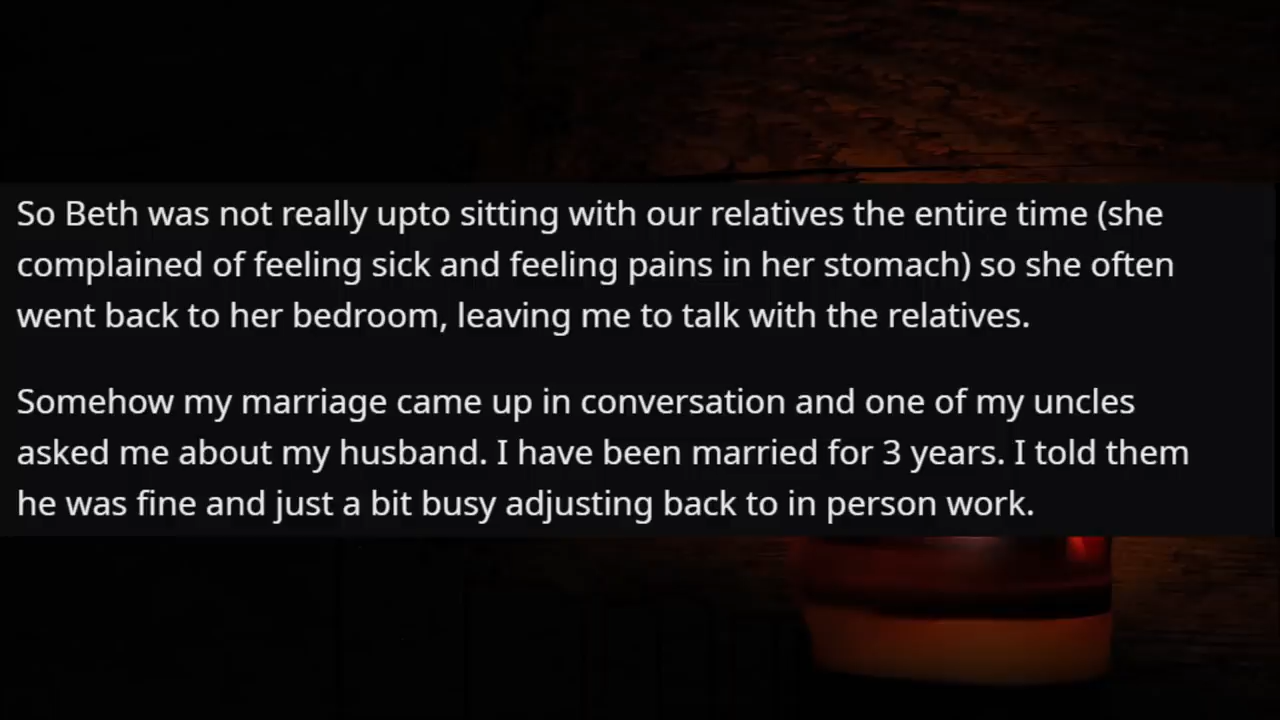 So Beth was not really upto sitting with our relatives the entire time (she
complained of feeling sick and feeling pains in her stomach) so she often
went back to her bedroom, leaving me to talk with the relatives.
Somehow my marriage came up in conversation and one of my uncles
asked me about my husband. I have been married for 3 years. I told them
he was fine and just a bit busy adjusting back to in person work.